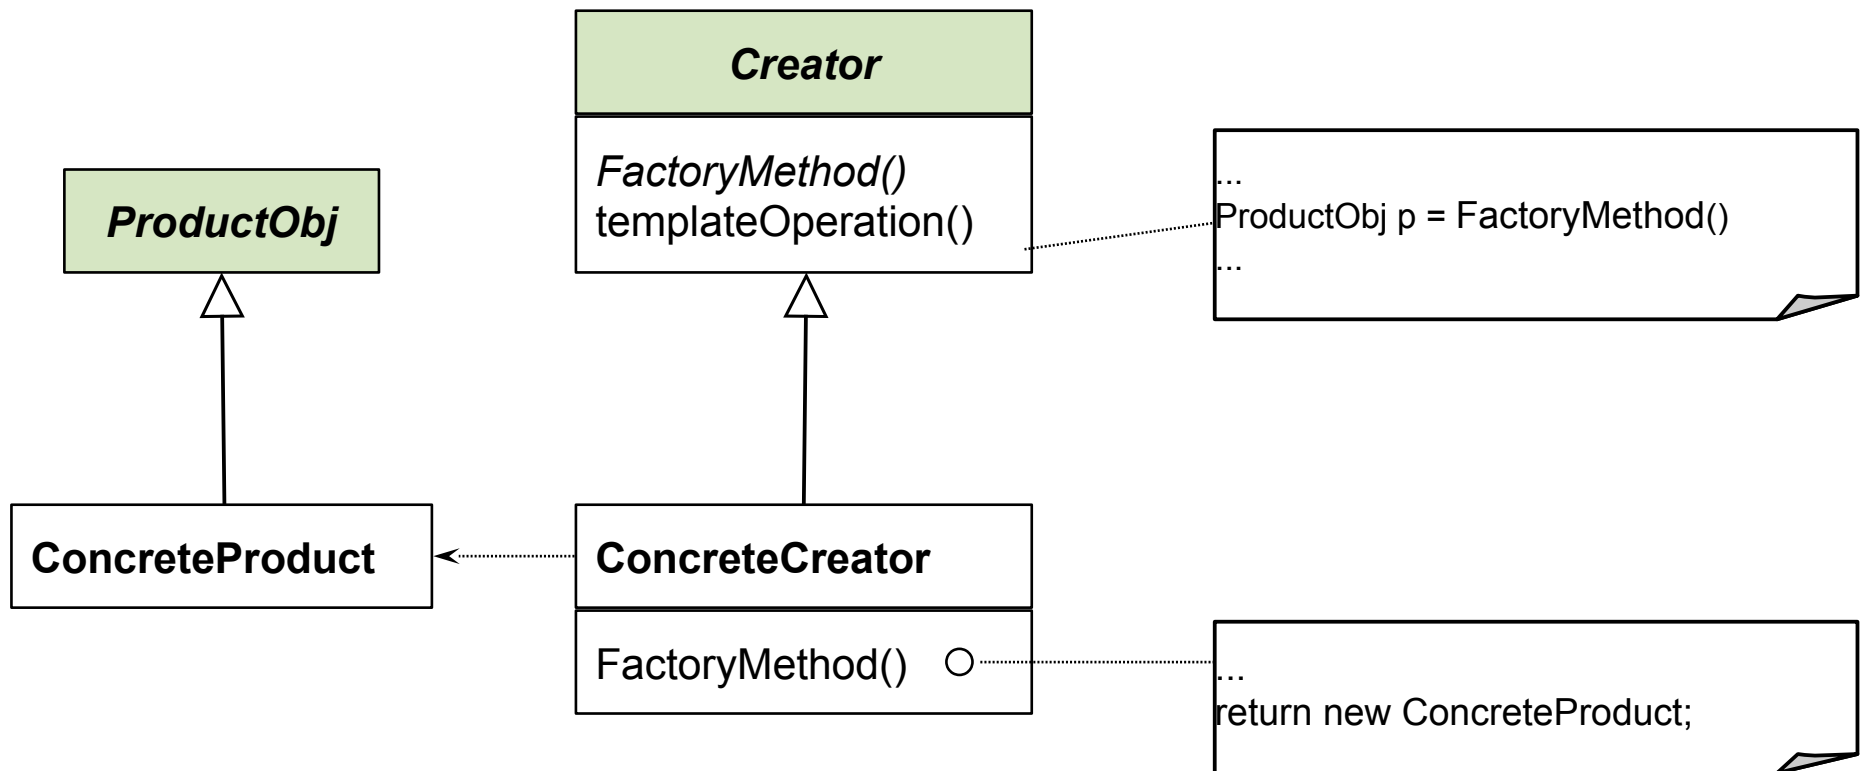 Creator
FactoryMethod()
templateOperation()
...
ProductObj p = FactoryMethod()
...
ProductObj
ConcreteProduct
ConcreteCreator
FactoryMethod()
...
return new ConcreteProduct;